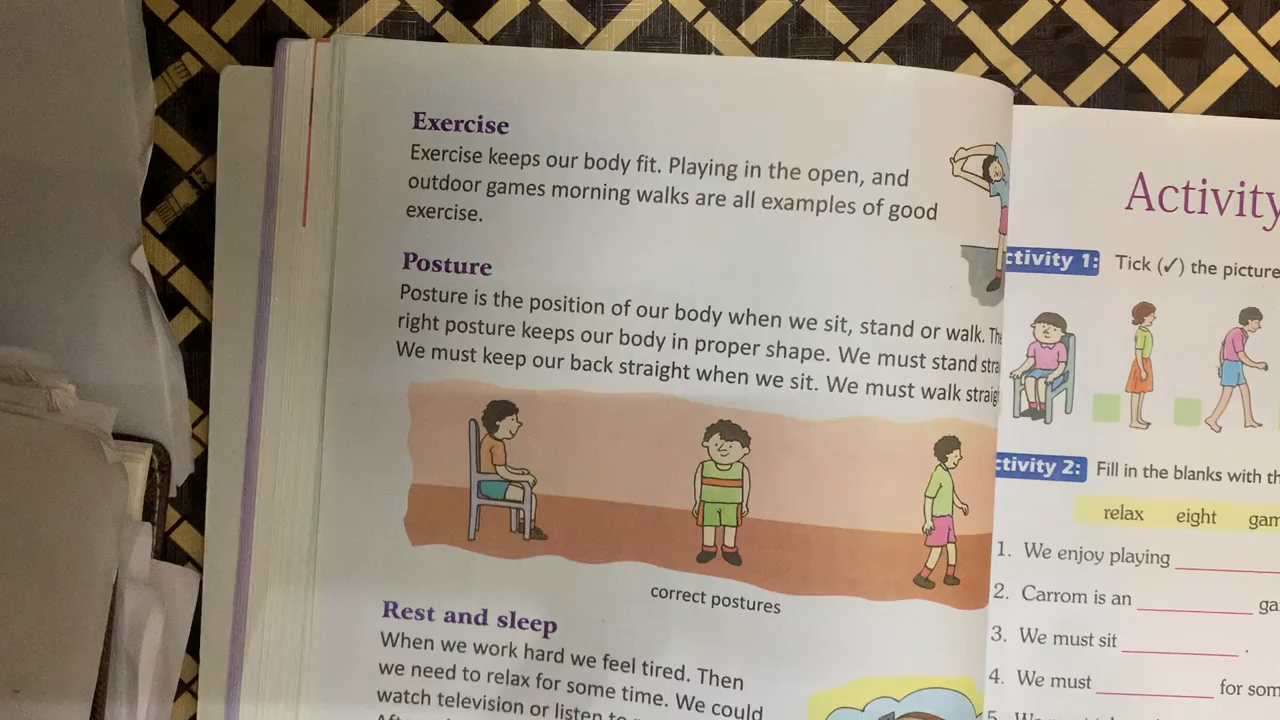 Exercise
Exercise keeps our body fit. Playing in the open, and
outdoor games morning walks are all examples of good
exercise.
Posture
Posture is the position of our body when we sit, stand or walk.
right posture keeps our body in proper shape. We must stand
We must keep our back straight when we sit. We must walk
correct postures
Rest and sleep
When we work hard we feel tired. Then
we need to relax for some time. We could
watch television or listen to
Activity
1: Tick (✓) the picture
2: Fill in the blanks with
relax eight
1. We enjoy playing
2. Carrom is an
3. We must sit .
4. We must for
5.